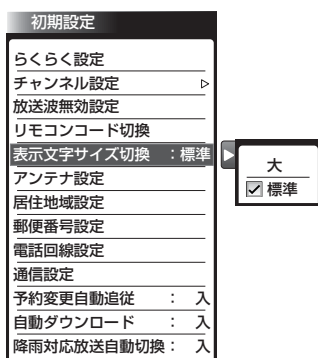 初期設定
らくらく設定
チャンネル設定
放送波無効設定
リモコンコード切換
表示文字サイズ切換 ：標準
アンテナ設定
居住地域設定
郵便番号設定
電話回線設定
通信設定
予約変更自動追従 ： 入
自動ダウンロード ： 入
降雨対応放送自動切換： 入
大
標準